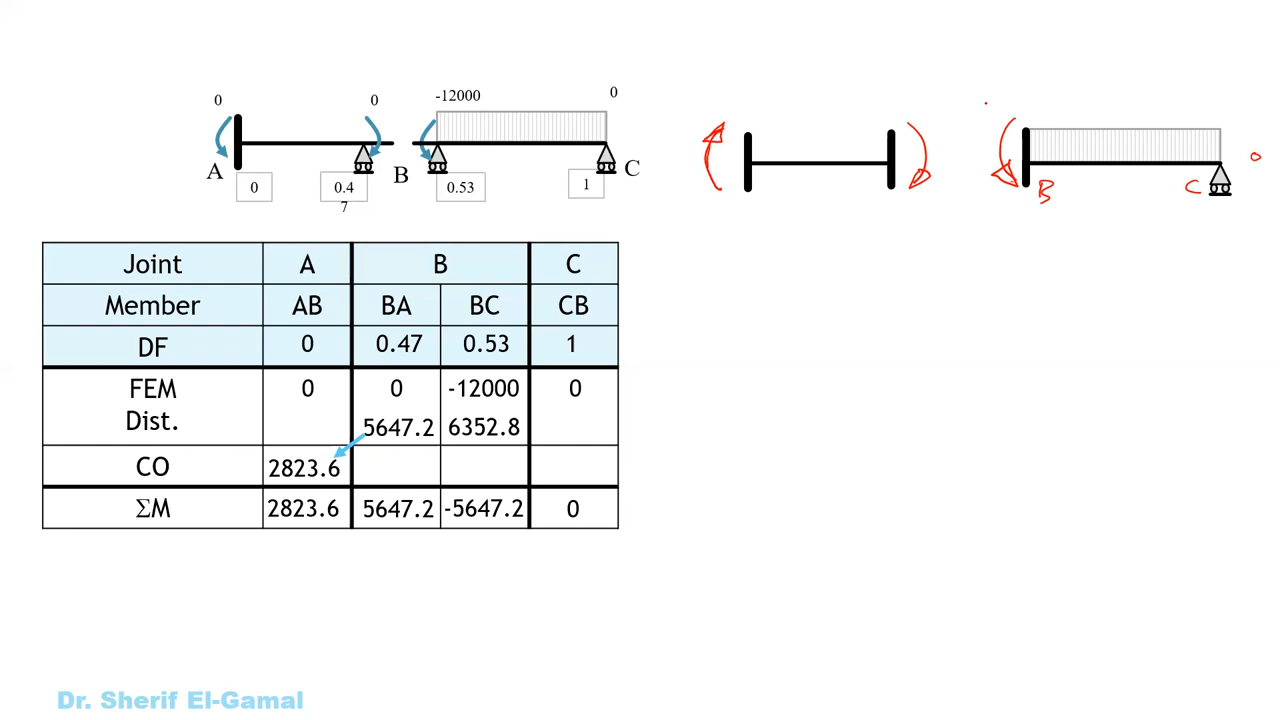 0 0 -12000 0
A B C
0 0.4 0.53 1
7
B C 0
Joint A B C
Member AB BA BC CB
DF 0 0.47 0.53 1
FEM 0 0 -12000 0
Dist. 5647.2 6352.8
CO 2823.6
ΣM 2823.6 5647.2 -5647.2 0
Dr. Sherif El-Gamal